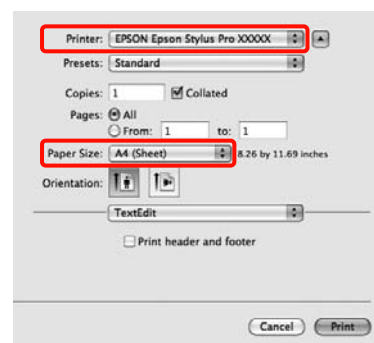 Printer: EPSON Epson Stylus Pro XXXXX
Presets: Standard
Copies: 1 Collated
Pages: All
From: 1 to: 1
Paper Size: A4 (Sheet) 8.26 by 11.69 inches
Orientation:
TextEdit
Print header and footer
Cancel Print